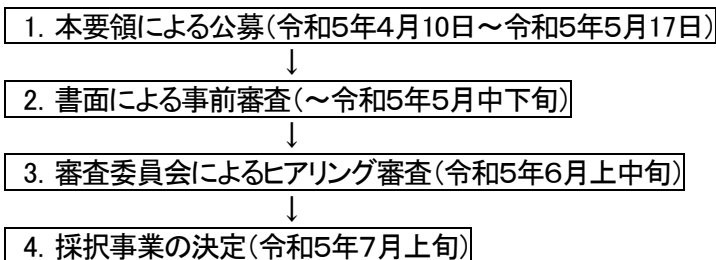 1. 本要領による公募(令和5年4月10日～令和5年5月17日)
↓
2. 書面による事前審査(～令和5年5月中下旬)
↓
3. 審査委員会によるヒアリング審査(令和5年6月上中旬)
↓
4. 採択事業の決定(令和5年7月上旬)